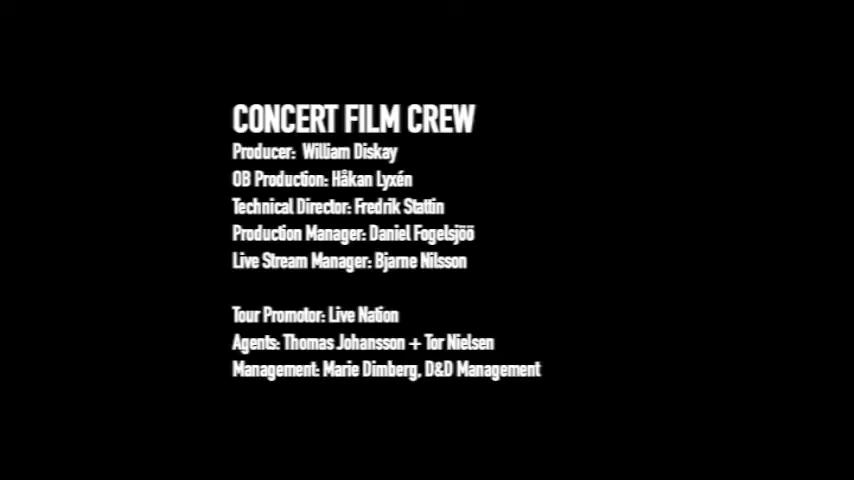 CONCERT FILM CREW
Producer: William Diskay
OB Production: Håkan Lyxén
Technical Director: Fredrik Stattin
Production Manager: Daniel Fogelsjöö
Live Stream Manager: Bjarne Nilsson
Tour Promotor: Live Nation
Agents: Thomas Johansson + Tor Nielsen
Management: Marie Dimberg, D&D Management